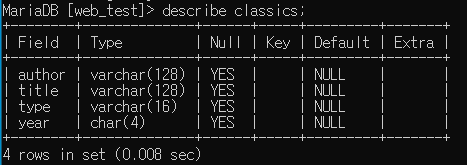 MariaDB [web_test]> describe classics;
+--------+--------------+------+-----+---------+-------+
| Field  | Type         | Null | Key | Default | Extra |
+--------+--------------+------+-----+---------+-------+
| author | varchar(128) | YES  |     | NULL    |       |
| title  | varchar(128) | YES  |     | NULL    |       |
| type   | varchar(16)  | YES  |     | NULL    |       |
| year   | char(4)      | YES  |     | NULL    |       |
+--------+--------------+------+-----+---------+-------+
4 rows in set (0.008 sec)